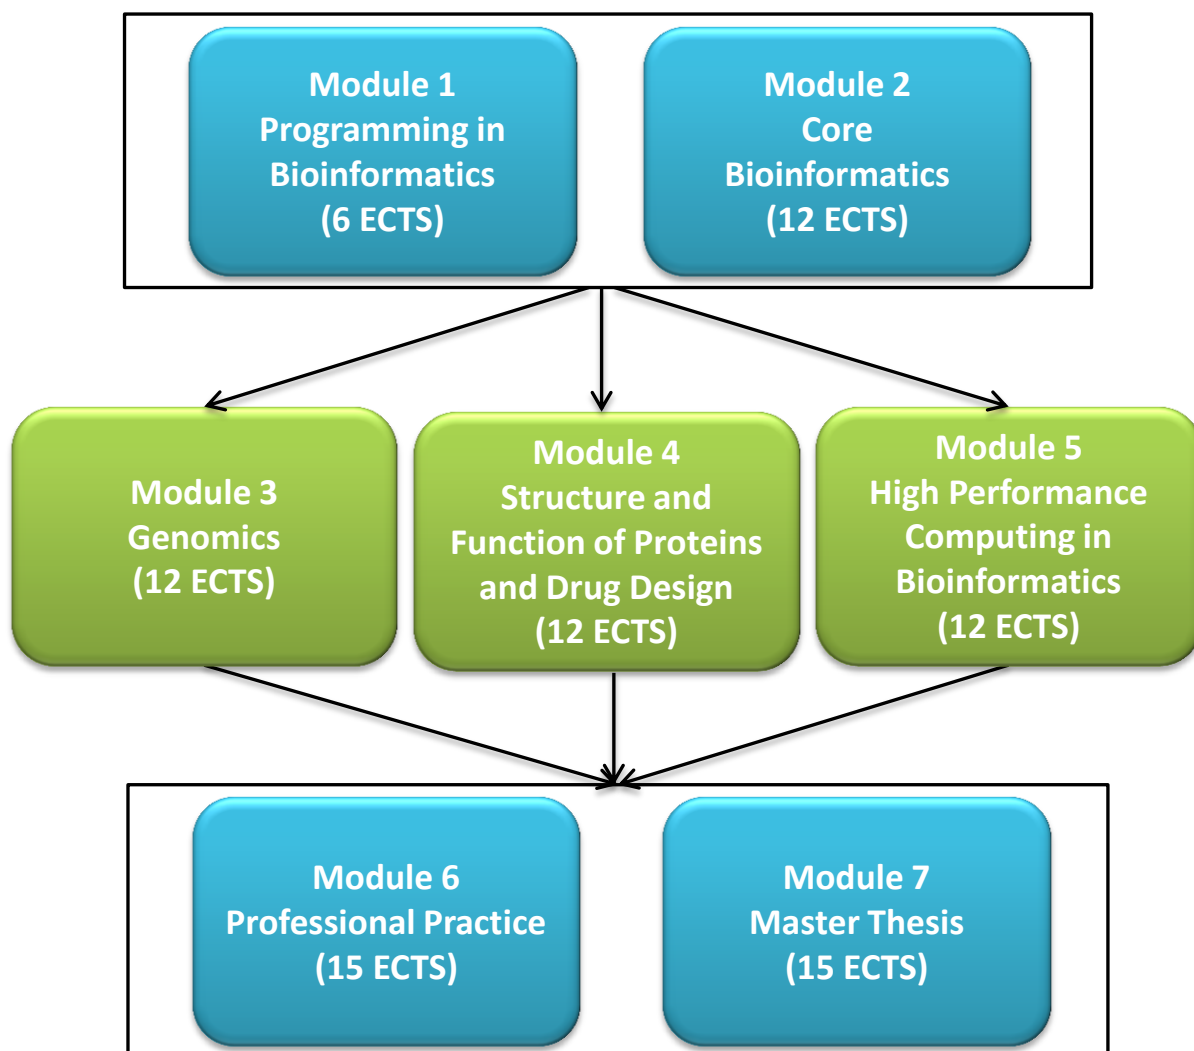 Module 1
Programming in
Bioinformatics
(6 ECTS)
Module 2
Core
Bioinformatics
(12 ECTS)
Module 3
Genomics
(12 ECTS)
Module 4
Structure and
Function of Proteins
and Drug Design
(12 ECTS)
Module 5
High Performance
Computing in
Bioinformatics
(12 ECTS)
Module 6
Professional Practice
(15 ECTS)
Module 7
Master Thesis
(15 ECTS)